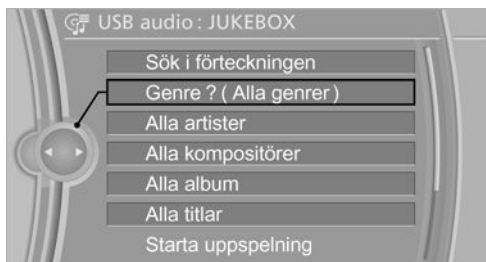 USB audio : JUKEBOX
Sök i förteckningen
Genre ? ( Alla genrer )
Alla artister
Alla kompositörer
Alla album
Alla titlar
Starta uppspelning